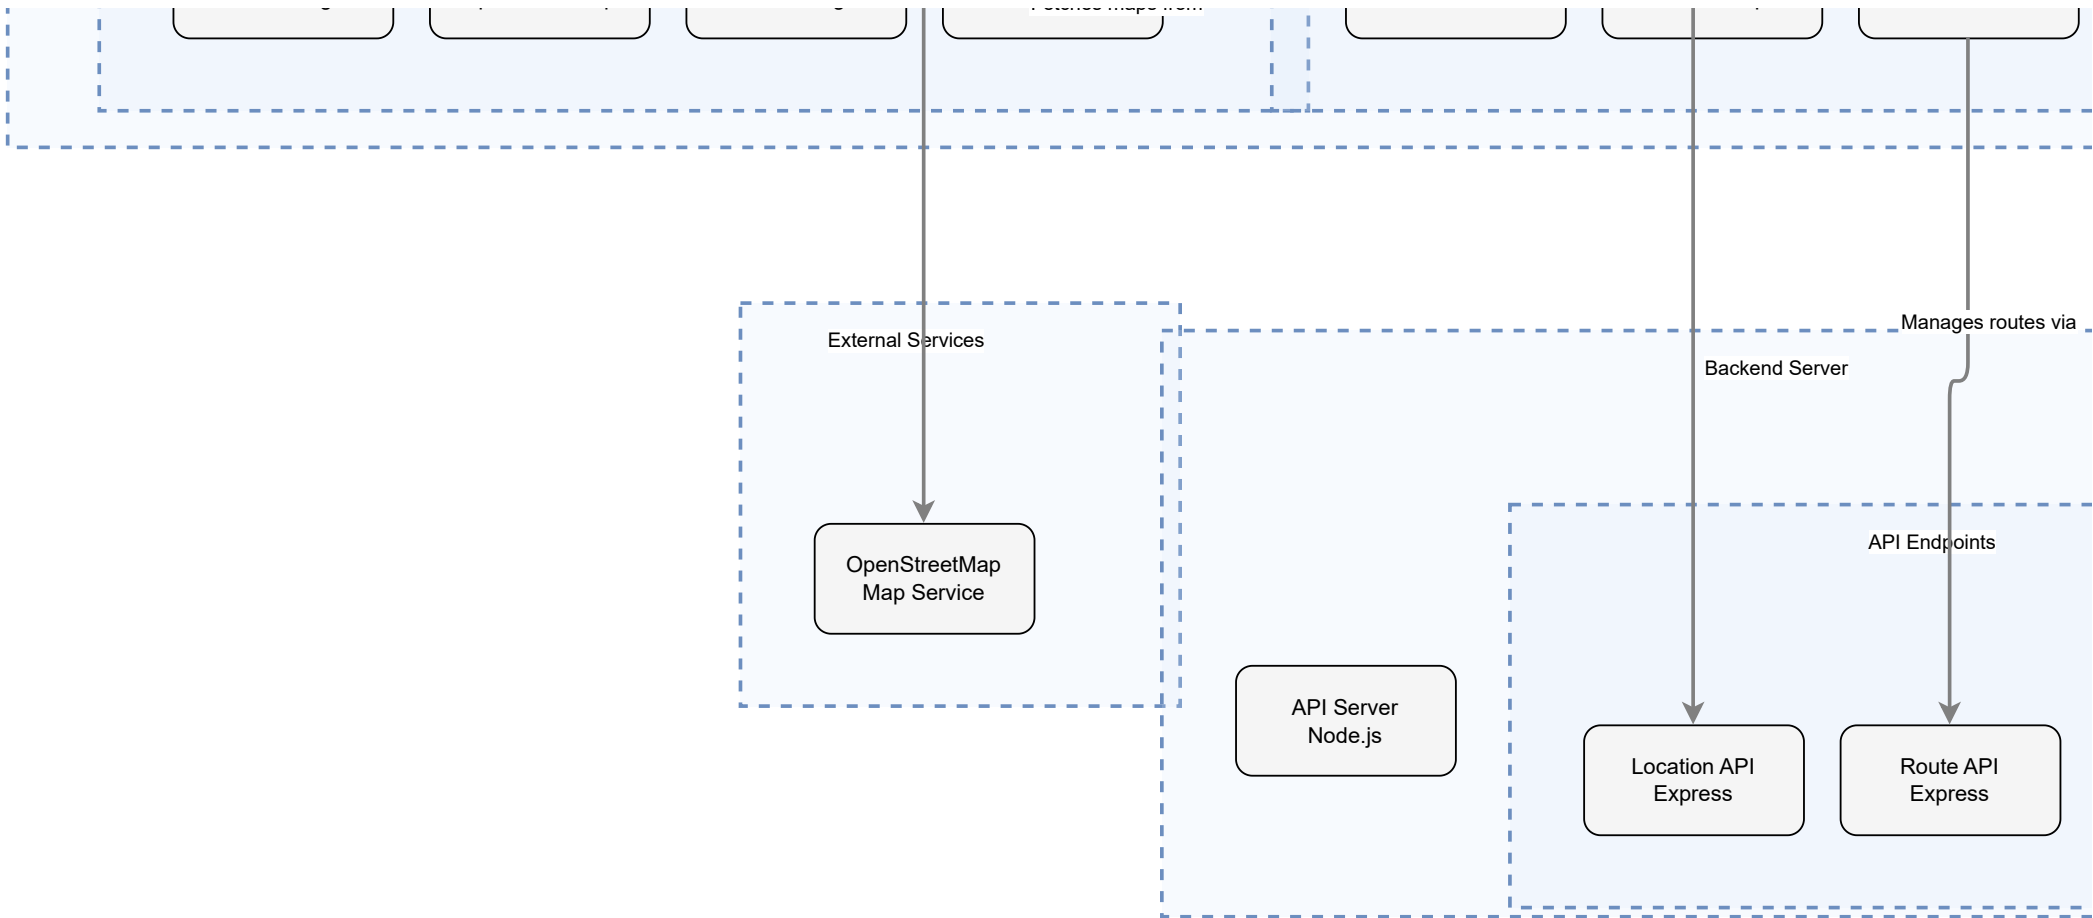 Manages routes via
External Services
Backend Server
API Endpoints
OpenStreetMap
Map Service
API Server
Node.js
Location API
Express
Route API
Express